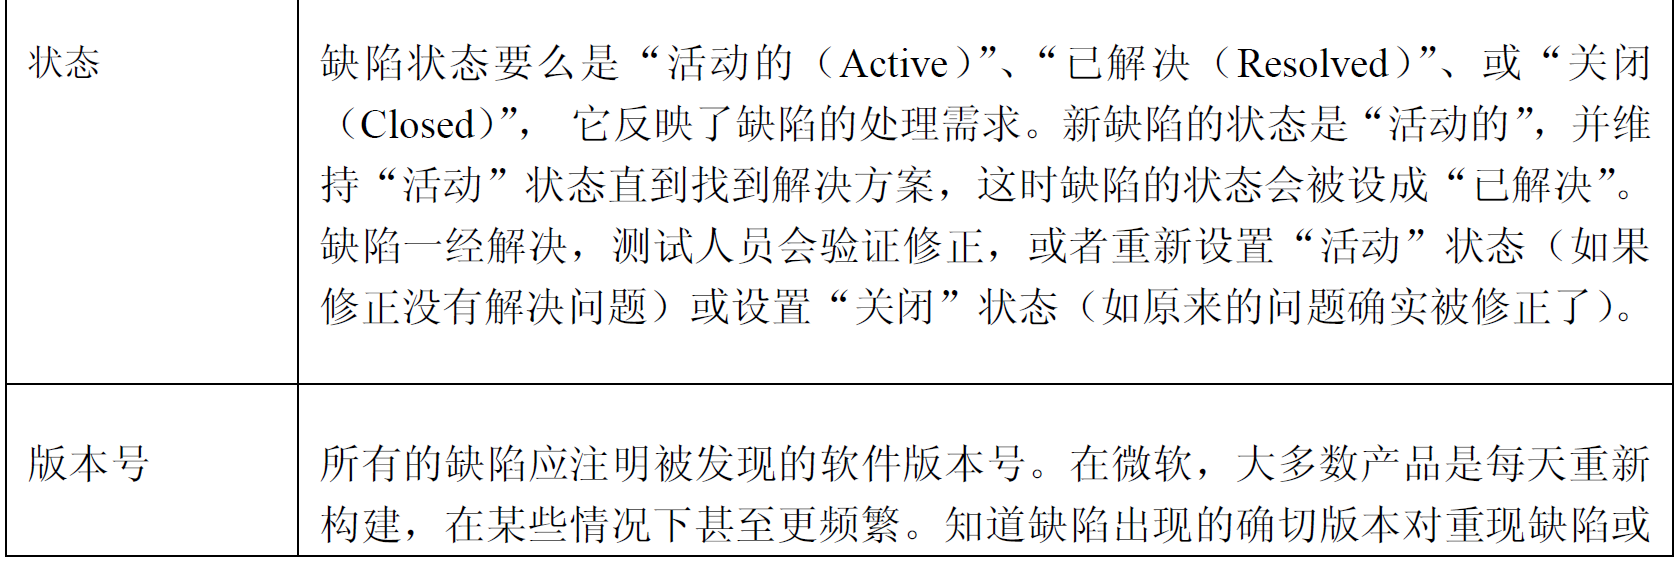 状态
缺陷状态要么是“活动的（Active）”、“已解决（Resolved）”、或“关闭
（Closed）”， 它反映了缺陷的处理需求。新缺陷的状态是“活动的”，并维
持“活动”状态直到找到解决方案，这时缺陷的状态会被设成“已解决”。
缺陷一经解决，测试人员会验证修正，或者重新设置“活动”状态（如果
修正没有解决问题）或设置“关闭”状态（如原来的问题确实被修正了）。
版本号
所有的缺陷应注明被发现的软件版本号。在微软，大多数产品是每天重新
构建，在某些情况下甚至更频繁。知道缺陷出现的确切版本对重现缺陷或